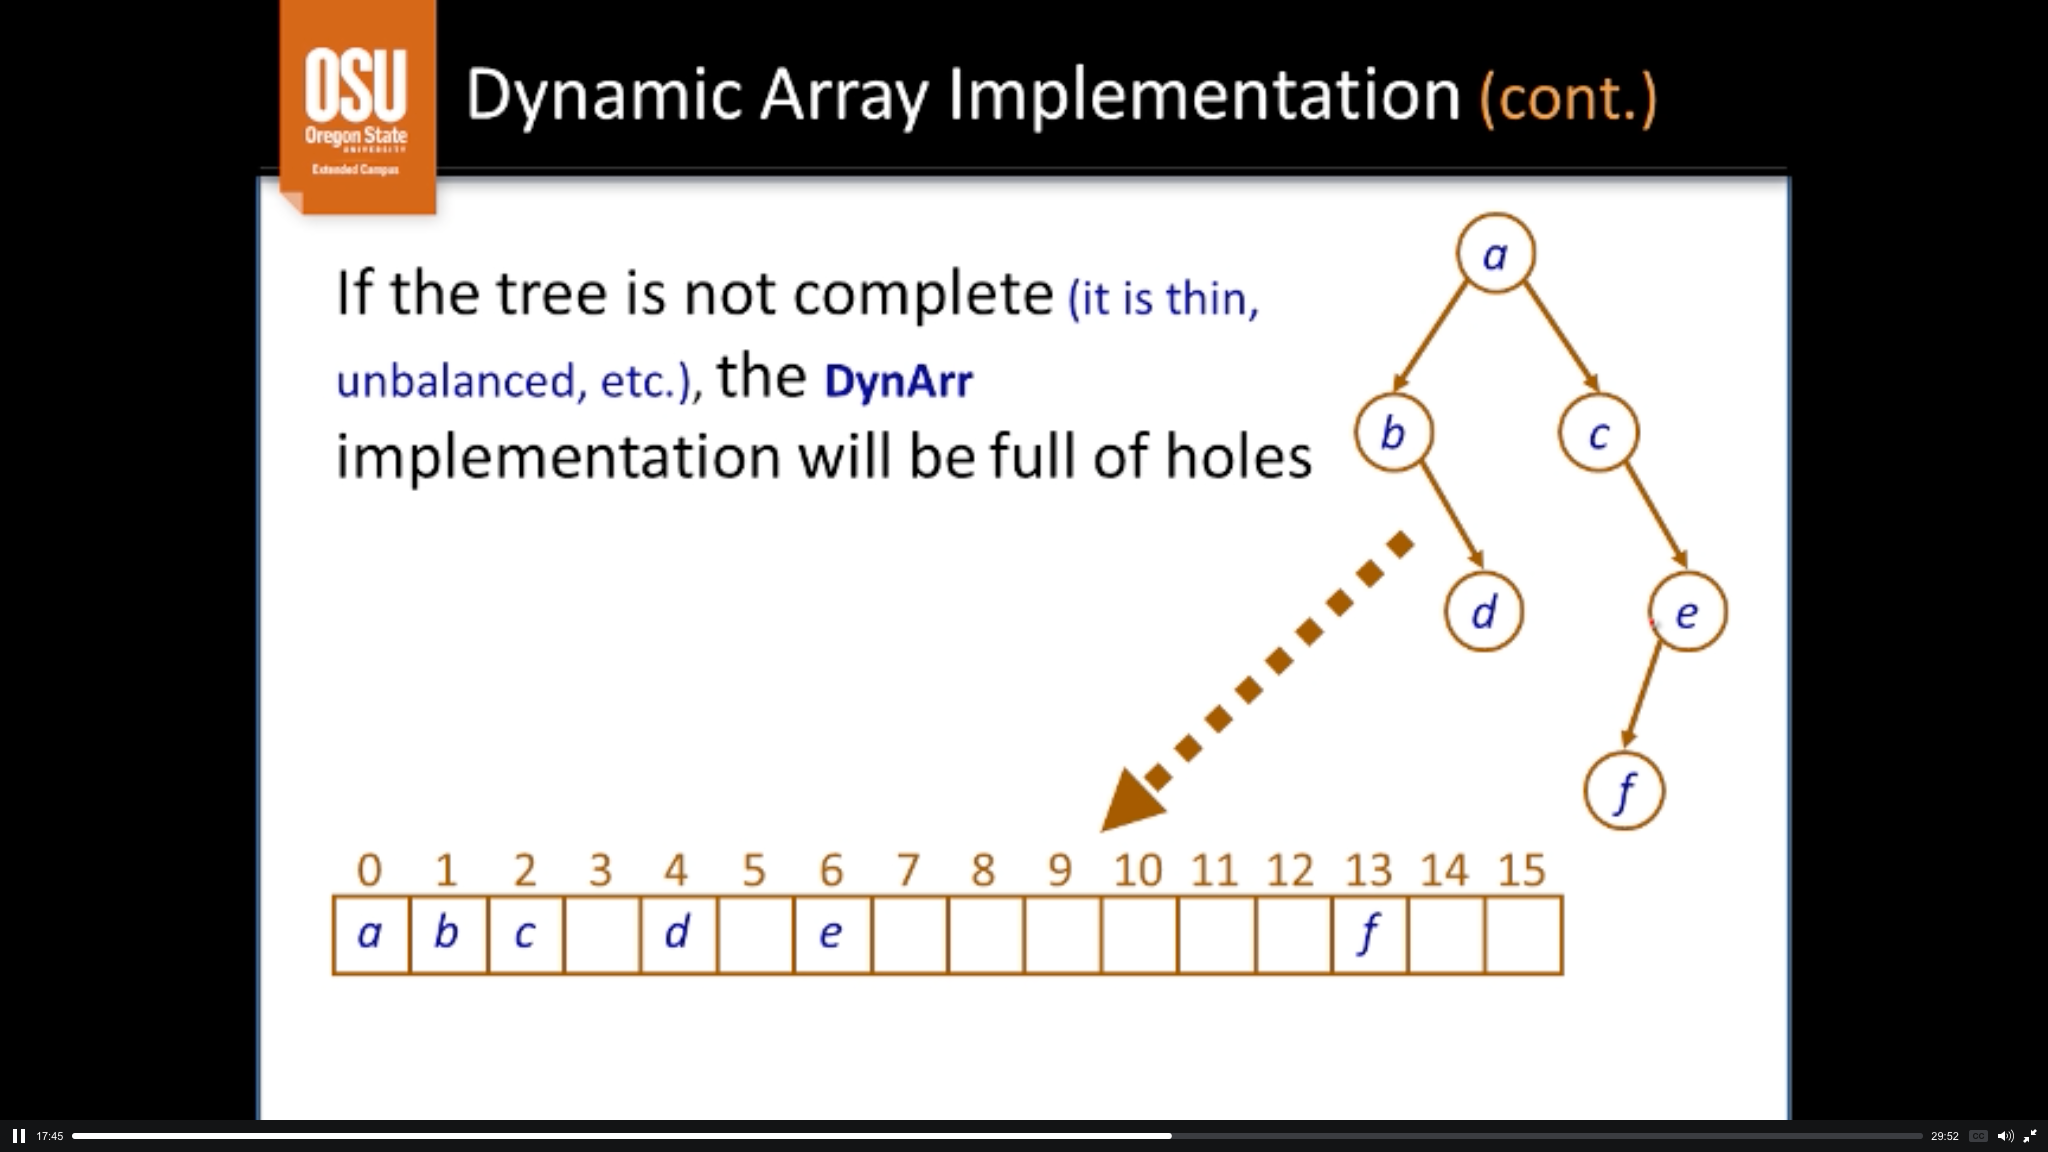 OSU
Oregon State
UNIVERSITY
Extended Campus
Dynamic Array Implementation (cont.)
If the tree is not complete (it is thin,
unbalanced, etc.), the DynArr
implementation will be full of holes
a
b c
d e
f
0 1 2 3 4 5 6 7 8 9 10 11 12 13 14 15
a b c d e f
17:45 29:52 CC